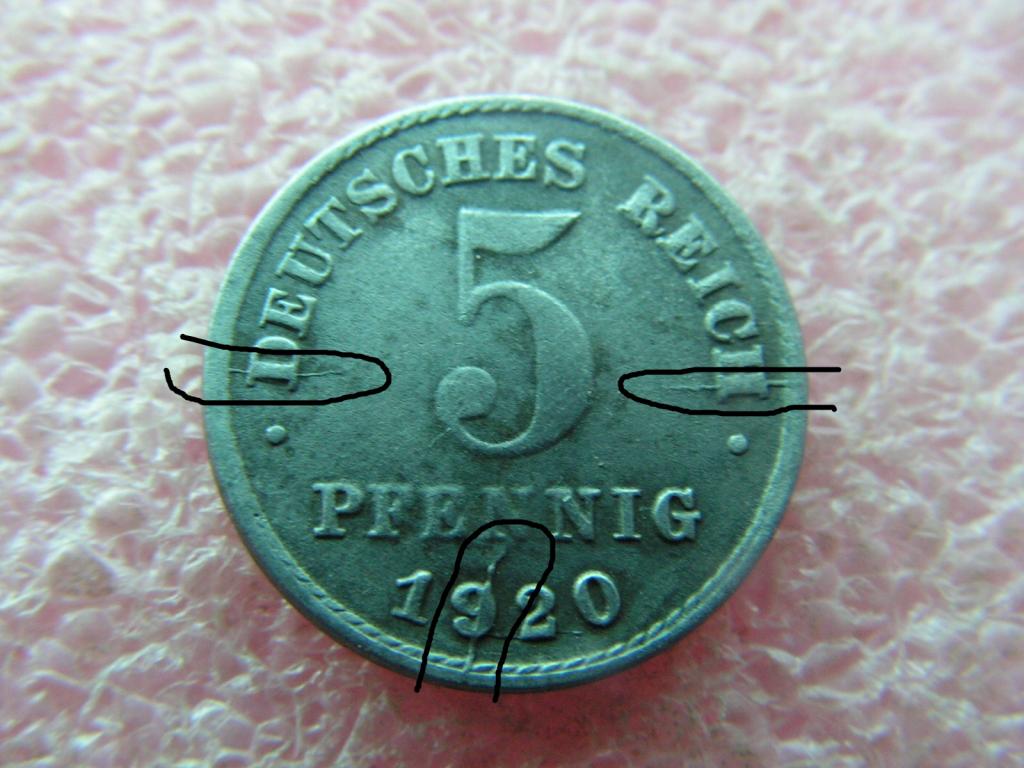 DEUTSCHES REICH
5
PFENNIG
1920